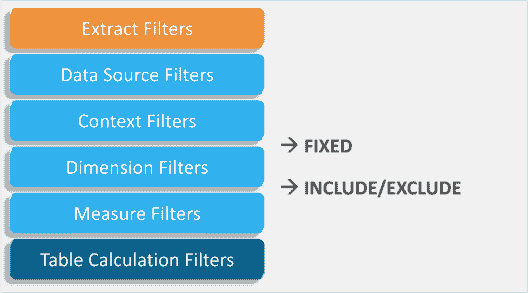 Extract Filters
Data Source Filters
Context Filters
→ FIXED
Dimension Filters
→ INCLUDE/EXCLUDE
Measure Filters
Table Calculation Filters